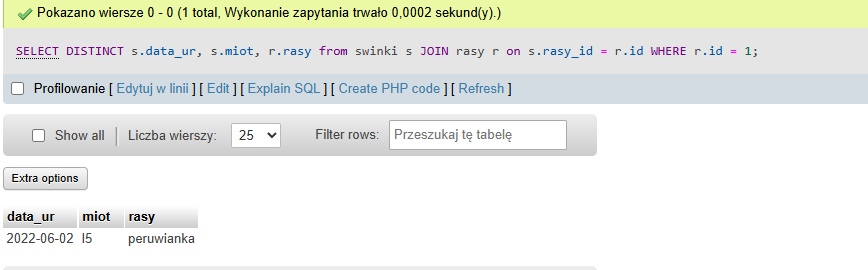 Pokazano wiersze 0 - 0 (1 total, Wykonanie zapytania trwało 0,0002 sekund(y).)
SELECT DISTINCT s.data_ur, s.miot, r.rasy from swinki s JOIN rasy r on s.rasy_id = r.id WHERE r.id = 1;
Profilowanie [ Edytuj w linii ] [ Edit ] [ Explain SQL ] [ Create PHP code ] [ Refresh ]
Show all Liczba wierszy: 25 Filter rows: Przeszukaj tę tabelę
Extra options
data_ur miot rasy
2022-06-02 I5 peruwianka